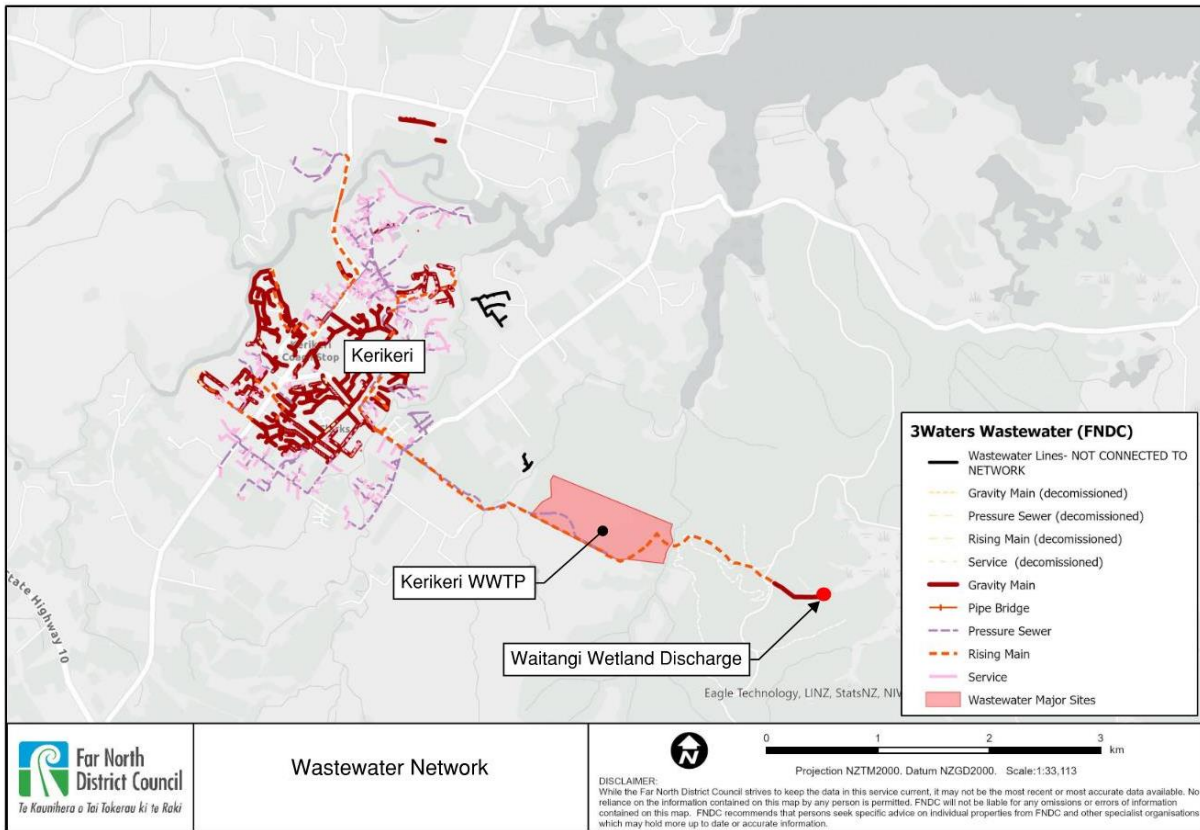 Kerikeri
Coach Stop
Kerikeri
Kerikeri WWTP
Waitangi Wetland Discharge
State Highway 10
Eagle Technology, LINZ, StatsNZ, NIW
3Waters Wastewater (FNDC)
Wastewater Lines- NOT CONNECTED TO
NETWORK
Gravity Main (decomissioned)
Pressure Sewer (decomissioned)
Rising Main (decomissioned)
Service (decomissioned)
Gravity Main
Pipe Bridge
Pressure Sewer
Rising Main
Service
Wastewater Major Sites
Far North
District Council
Te Kaunihera o Tai Tokerau ki te Raki
Wastewater Network
N
0 1 2 3
km
Projection NZTM2000. Datum NZGD2000. Scale:1:33,113
DISCLAIMER:
While the Far North District Council strives to keep the data in this service current, it may not be the most recent or most accurate data available. No
reliance on the information contained on this map by any person is permitted. FNDC will not be liable for any omissions or errors of information
contained on this map. FNDC recommends that persons seek specific advice on individual properties from FNDC and other specialist organisations
which may hold more up to date or accurate information.